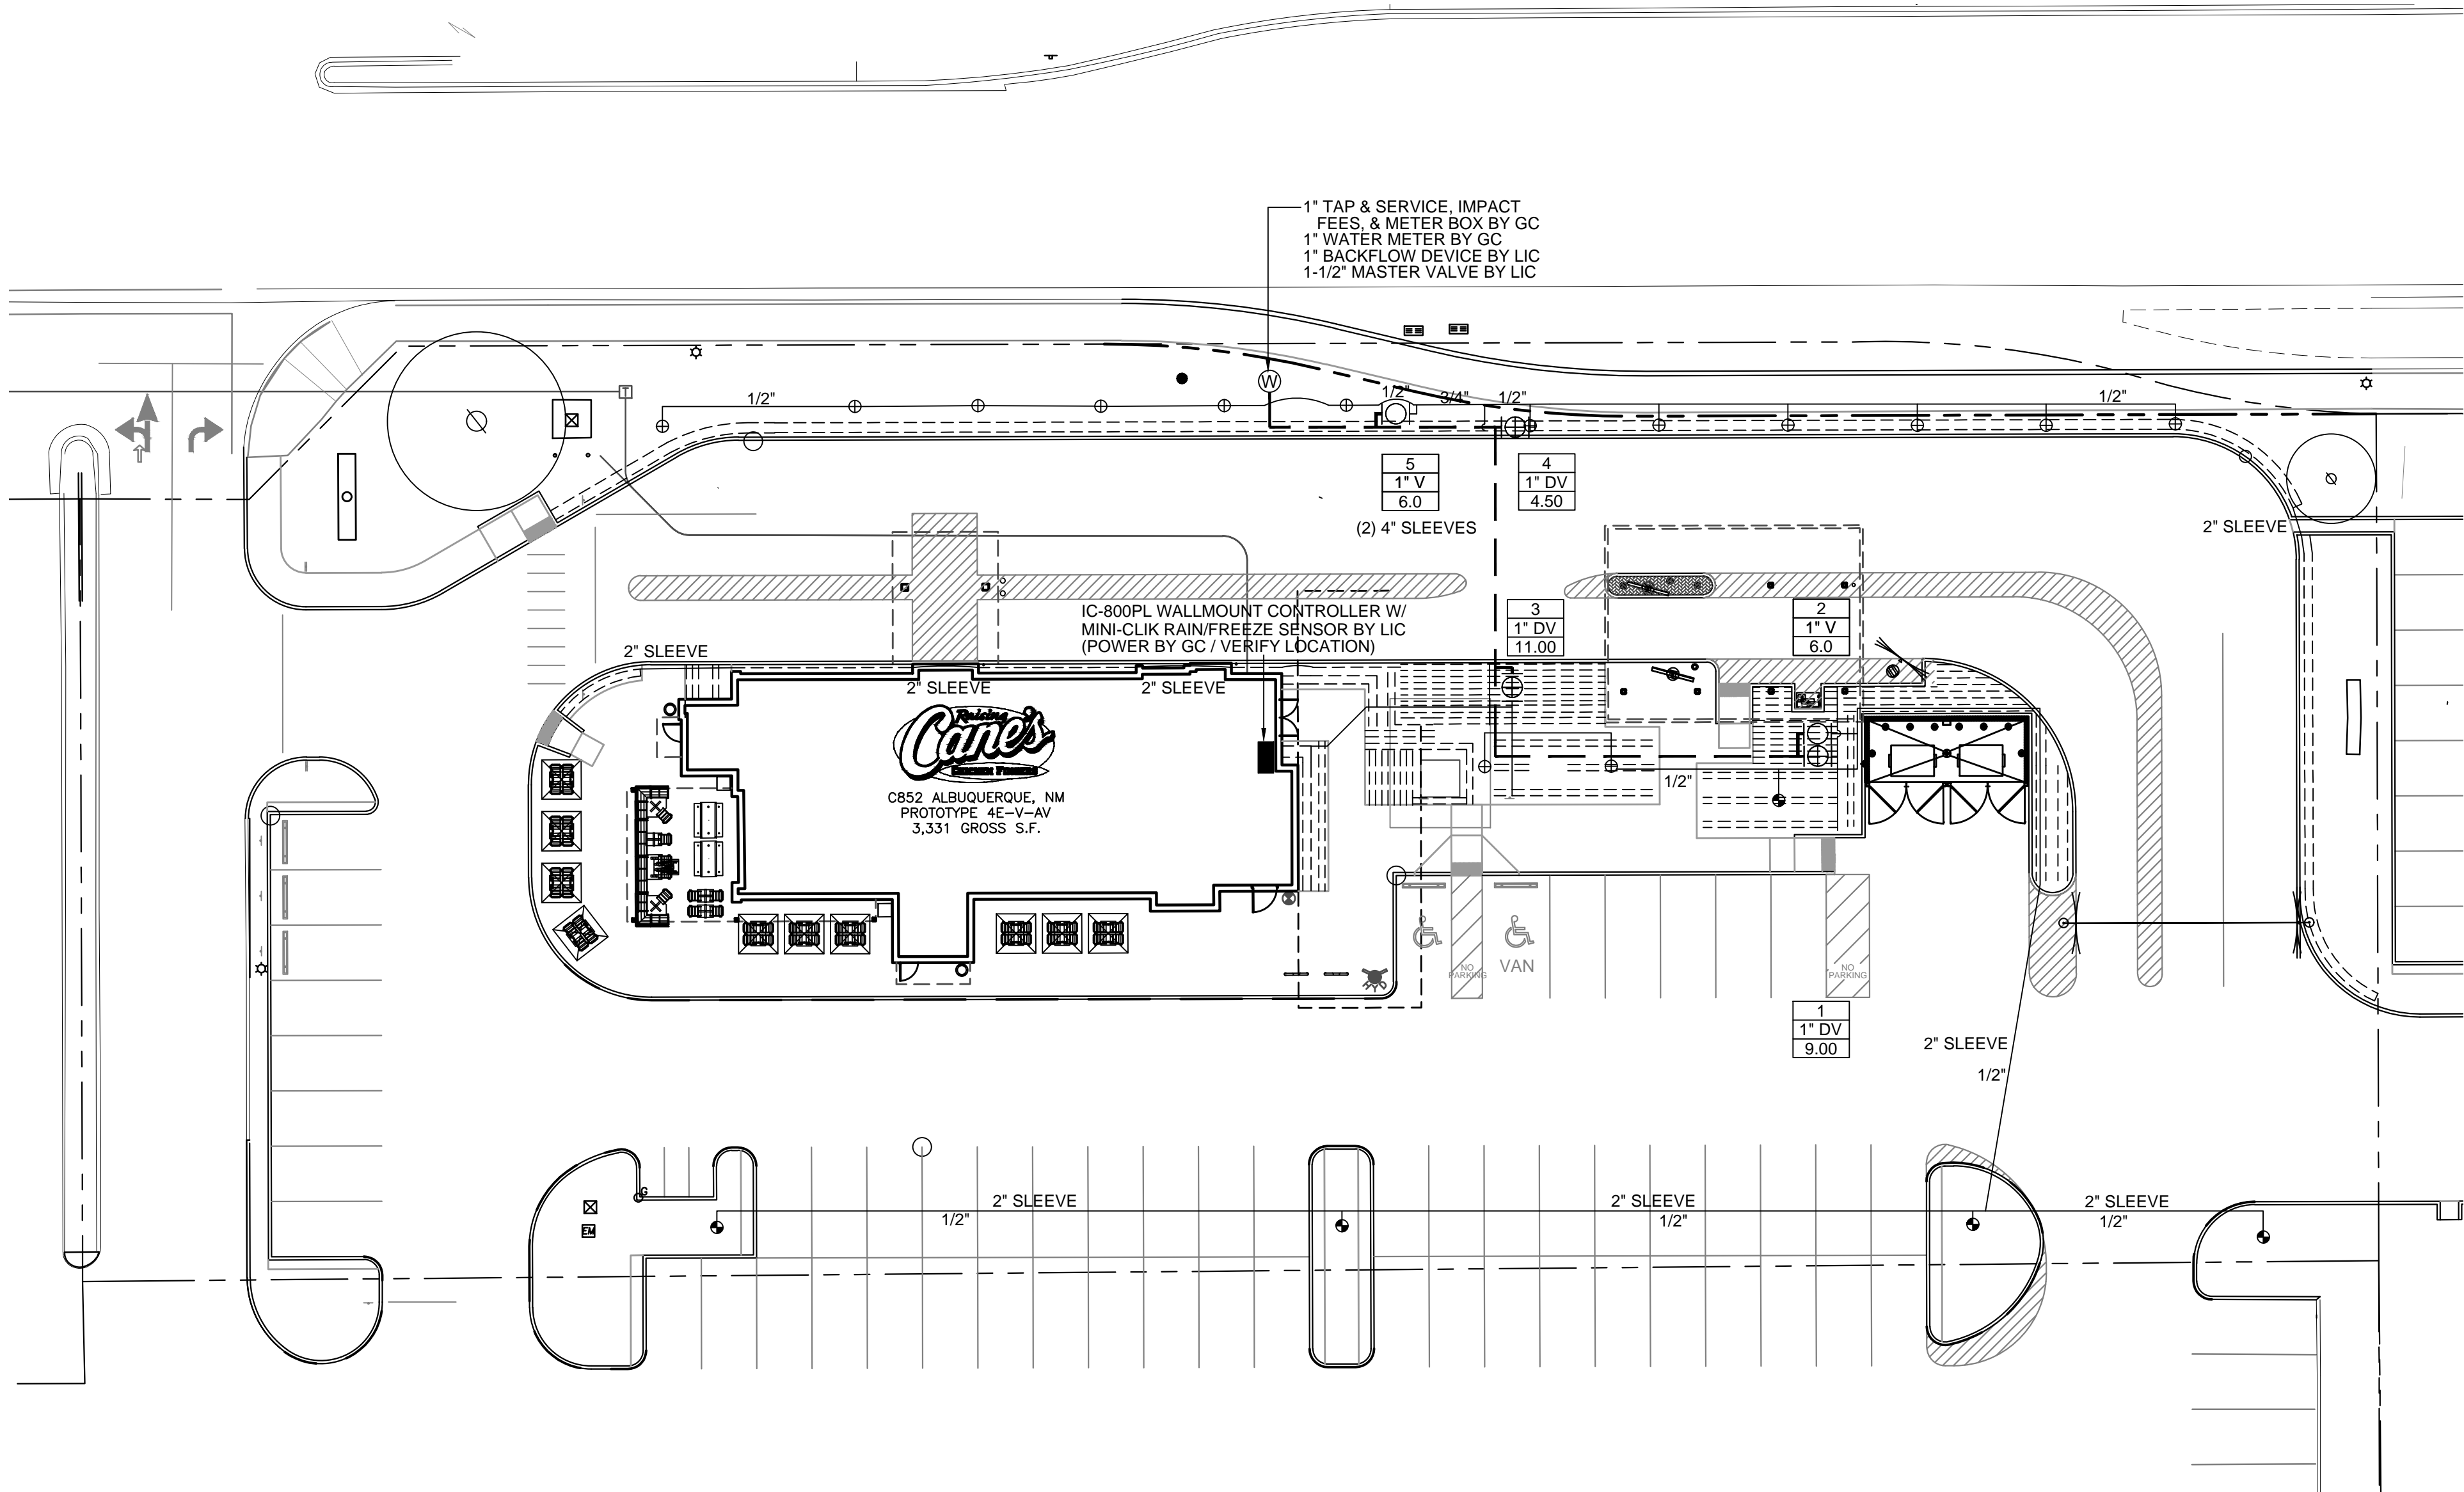 1" TAP & SERVICE, IMPACT
FEES, & METER BOX BY GC
1" WATER METER BY GC
1" BACKFLOW DEVICE BY LIC
1-1/2" MASTER VALVE BY LIC
T
W
1/2"
1/2"
3/4"
1/2"
1/2"
5
1" V
6.0
4
1" DV
4.50
(2) 4" SLEEVES
2" SLEEVE
IC-800PL WALLMOUNT CONTROLLER W/
MINI-CLIK RAIN/FREEZE SENSOR BY LIC
(POWER BY GC / VERIFY LOCATION)
3
1" DV
11.00
2
1" V
6.0
2" SLEEVE
2" SLEEVE
2" SLEEVE
Raising
Cane's
CHICKEN FINGERS
C852 ALBUQUERQUE, NM
PROTOTYPE 4E-V-AV
3,331 GROSS S.F.
1/2"
NO
PARKING
VAN
NO
PARKING
HYD
1
1" DV
9.00
2" SLEEVE
1/2"
G
EM
2" SLEEVE
1/2"
2" SLEEVE
1/2"
2" SLEEVE
1/2"